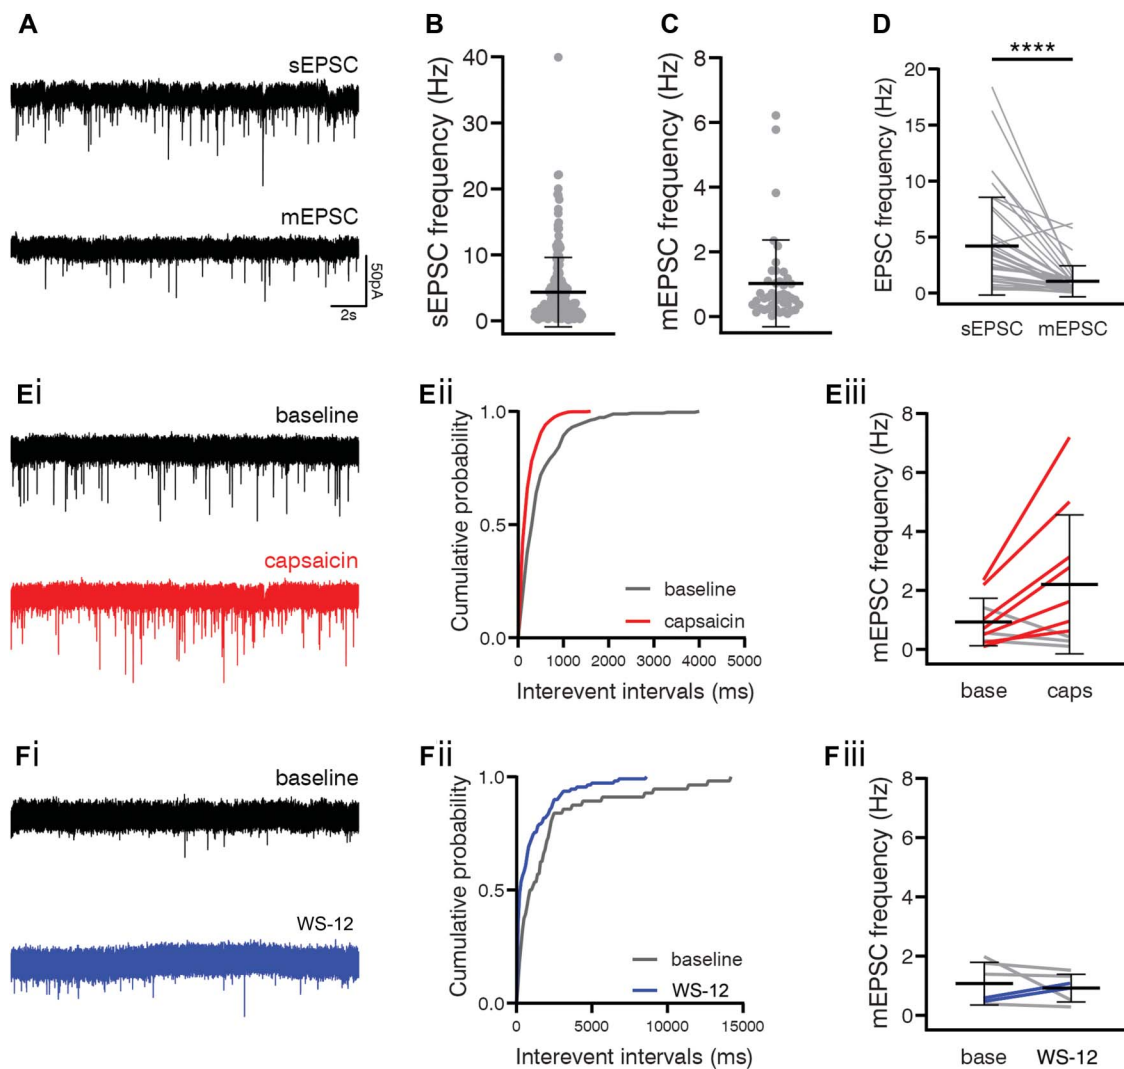 A
sEPSC
mEPSC
50pA
2s
B
sEPSC frequency (Hz)
40
30
20
10
0
C
mEPSC frequency (Hz)
8
6
4
2
0
D
****
EPSC frequency (Hz)
20
15
10
5
0
sEPSC mEPSC
Ei
baseline
capsaicin
Eii
Cumulative probability
1.0
0.5
0.0
baseline
capsaicin
0 1000 2000 3000 4000 5000
Interevent intervals (ms)
Eiii
mEPSC frequency (Hz)
8
6
4
2
0
base caps
Fi
baseline
WS-12
Fii
Cumulative probability
1.0
0.5
0.0
baseline
WS-12
0 5000 10000 15000
Interevent intervals (ms)
Fiii
mEPSC frequency (Hz)
8
6
4
2
0
base WS-12